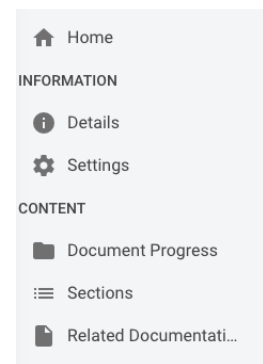 Home
INFORMATION
Details
Settings
CONTENT
Document Progress
Sections
Related Documentati...